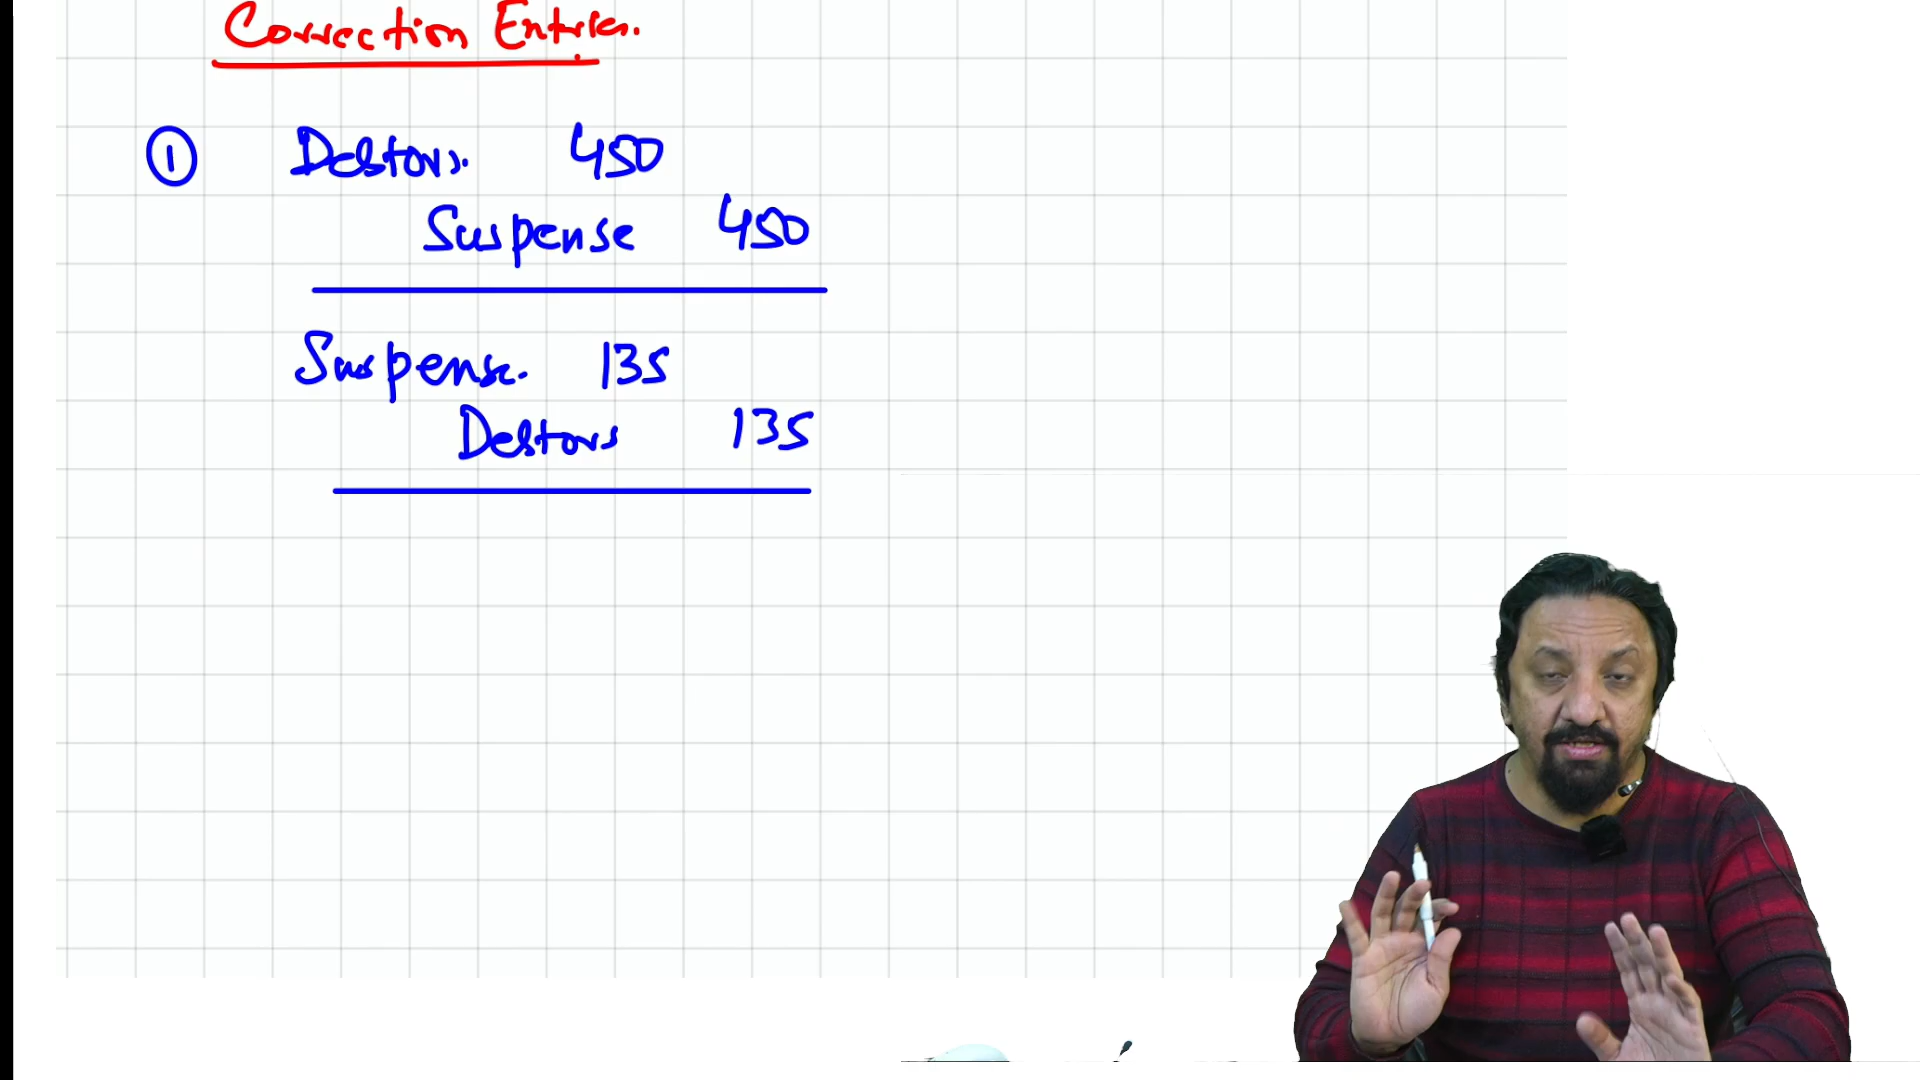 Correction Entries.
① Debtors. 450
Suspense 450
Suspense. 135
Debtors 135